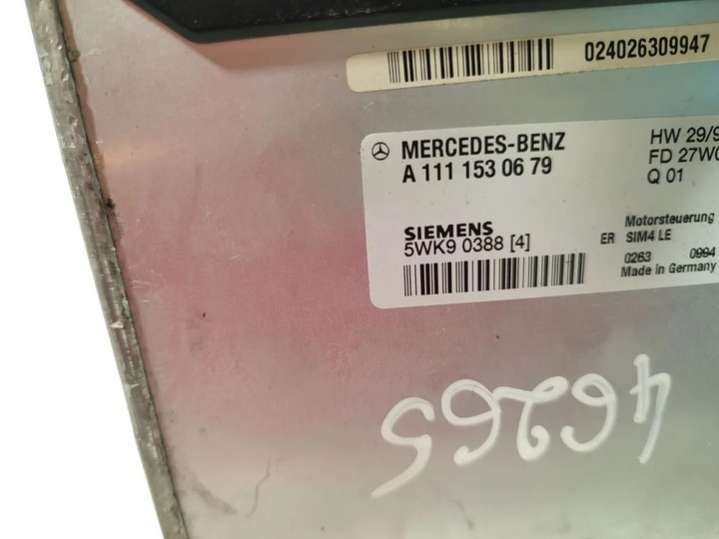 024026309947
MERCEDES-BENZ
A 111 153 06 79
HW 29/9
FD 27W0
Q 01
SIEMENS
5WK9 0388 [4]
ER
Motorsteuerung
SIM4 LE
0263 0994
Made in Germany
46265